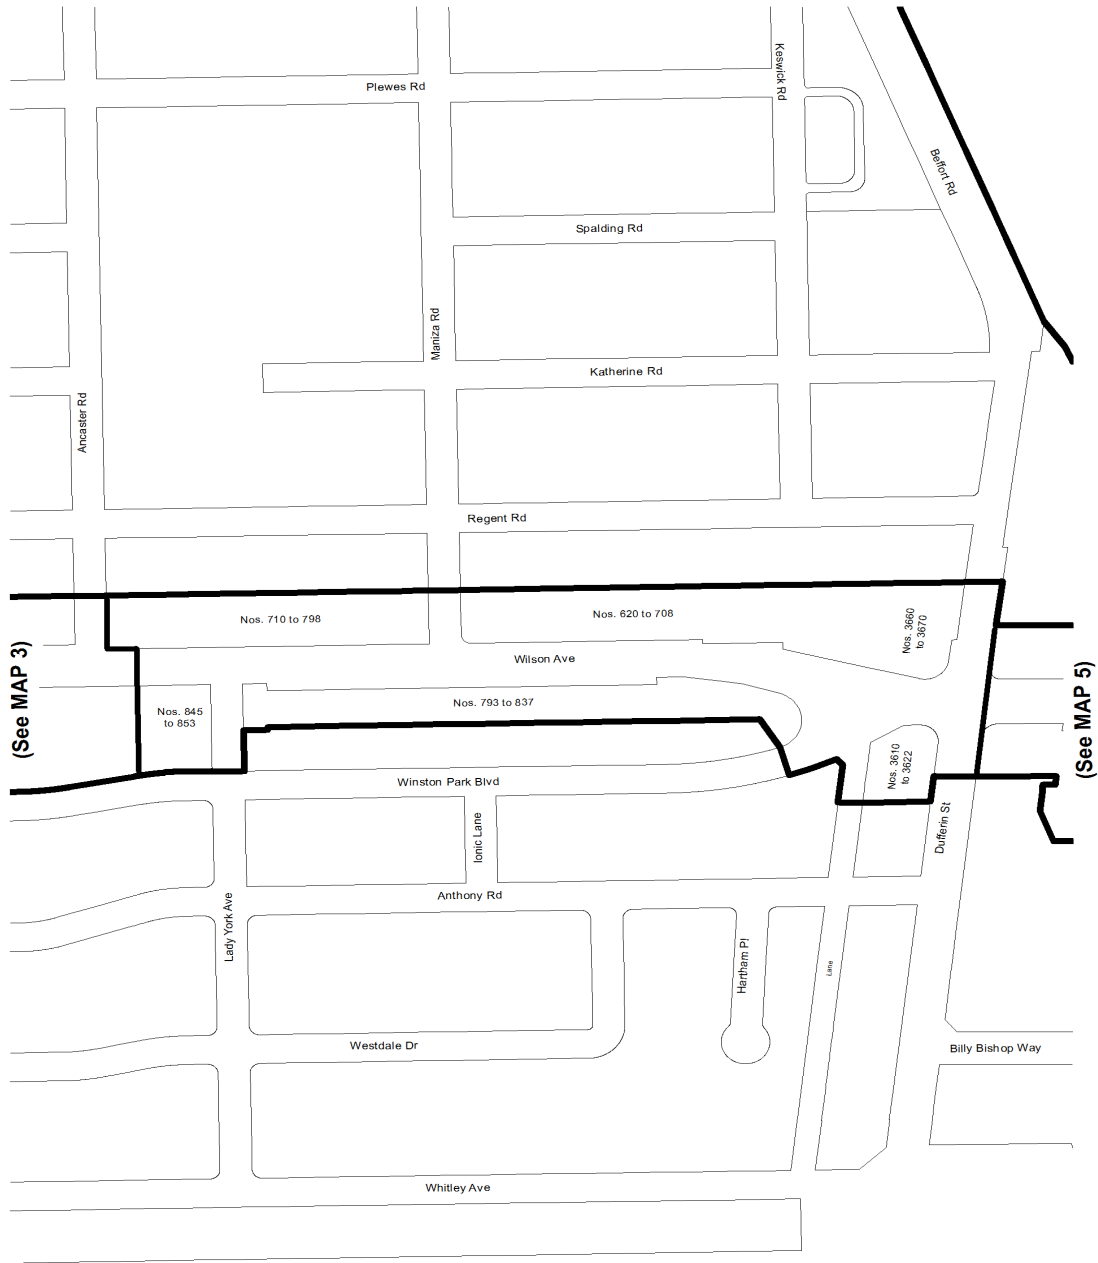 Keswick Rd
Plewes Rd
Beffort Rd
Spalding Rd
Maniza Rd
Katherine Rd
Ancaster Rd
Regent Rd
Nos. 710 to 798
Nos. 620 to 708
Nos. 3660
to 3670
Wilson Ave
(See MAP 3)
(See MAP 5)
Nos. 845
to 853
Nos. 793 to 837
Nos. 3610
to 3622
Winston Park Blvd
Ionic Lane
Dufferin St
Anthony Rd
Lady York Ave
Hartham Pl
Lane
Westdale Dr
Billy Bishop Way
Whitley Ave